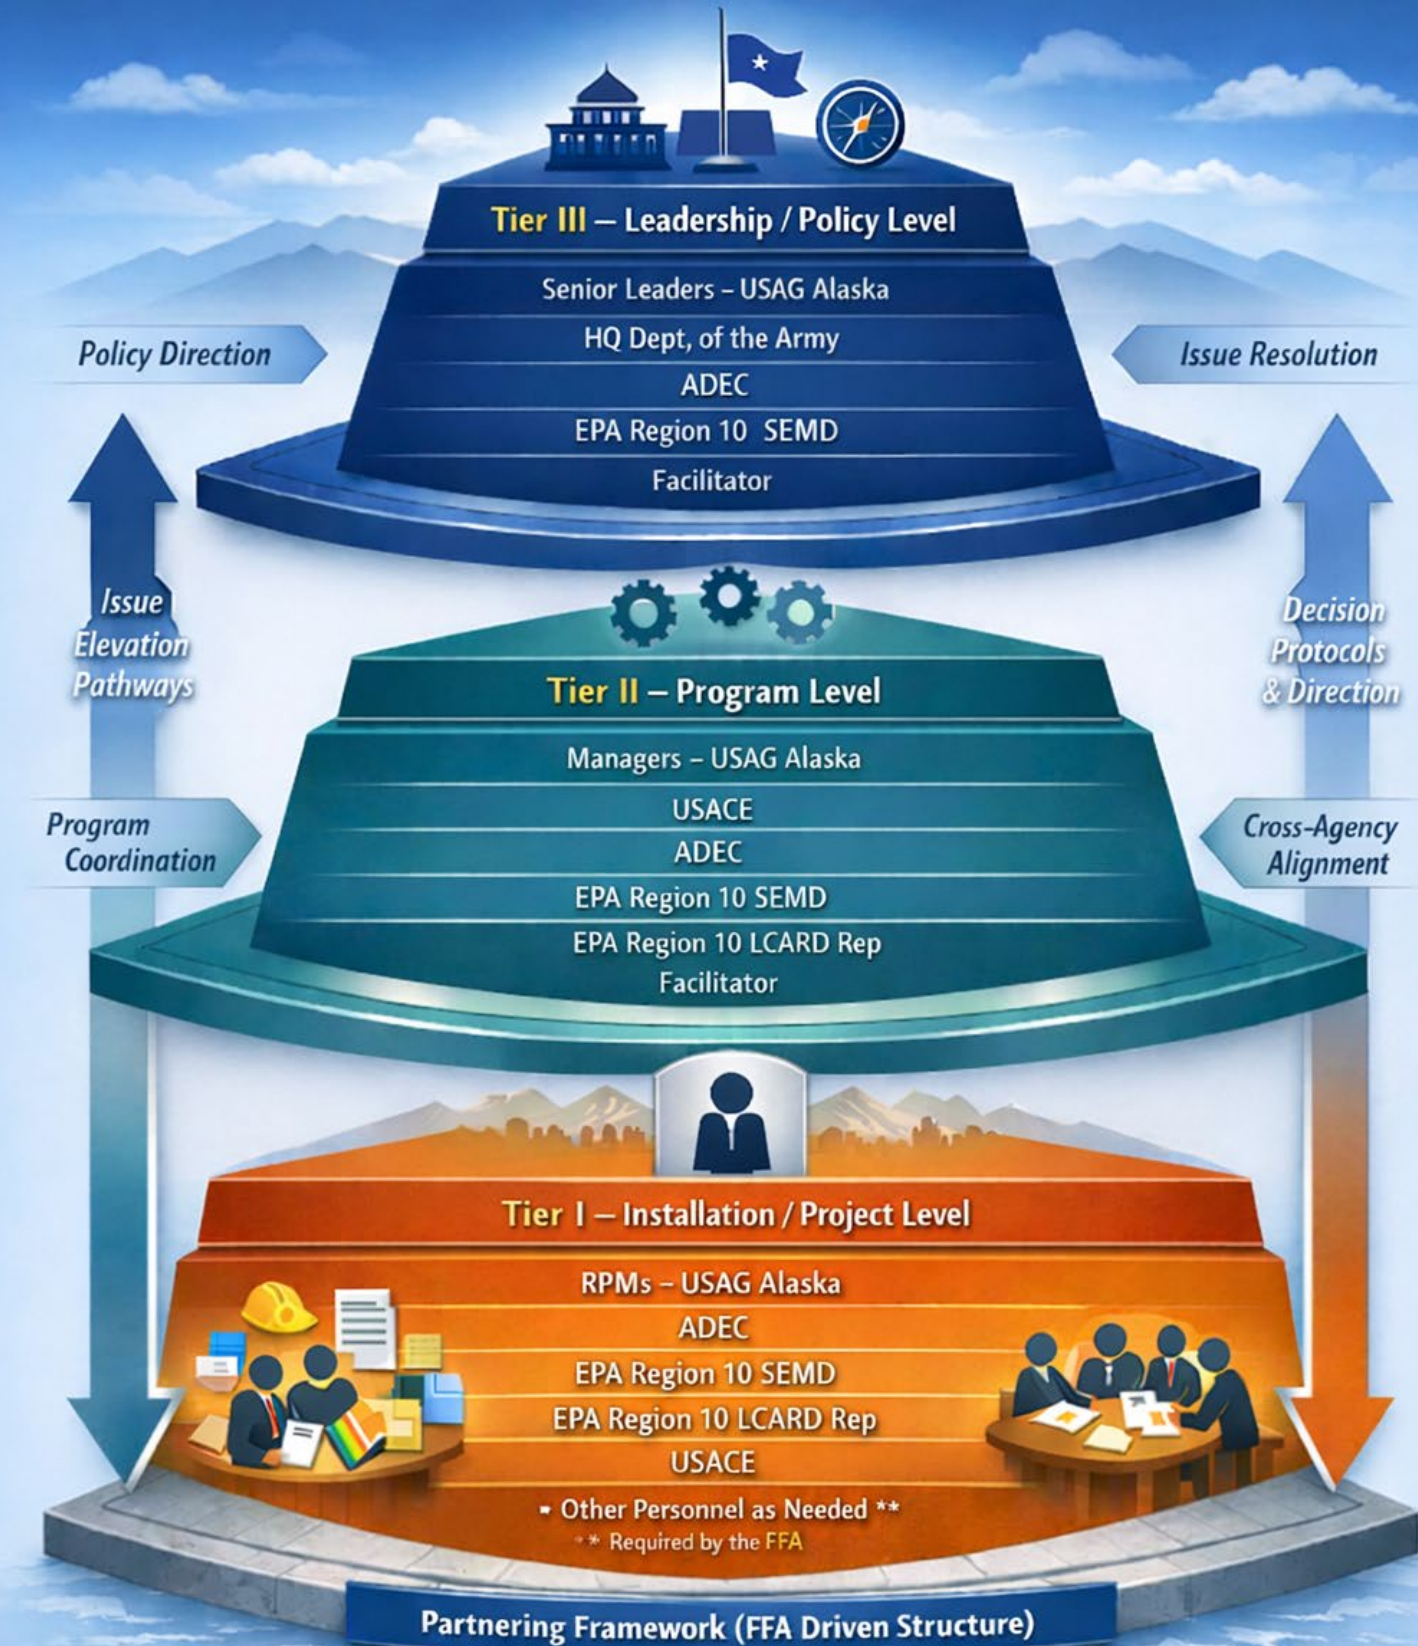 Tier III – Leadership / Policy Level
Senior Leaders – USAG Alaska
HQ Dept, of the Army
ADEC
EPA Region 10 SEMD
Facilitator
Policy Direction
Issue Resolution
Issue
Elevation
Pathways
Decision
Protocols
& Direction
Tier II – Program Level
Managers – USAG Alaska
USACE
ADEC
EPA Region 10 SEMD
EPA Region 10 LCARD Rep
Facilitator
Program
Coordination
Cross-Agency
Alignment
Tier I – Installation / Project Level
RPMs – USAG Alaska
ADEC
EPA Region 10 SEMD
EPA Region 10 LCARD Rep
USACE
▪ Other Personnel as Needed **
** Required by the FFA
Partnering Framework (FFA Driven Structure)